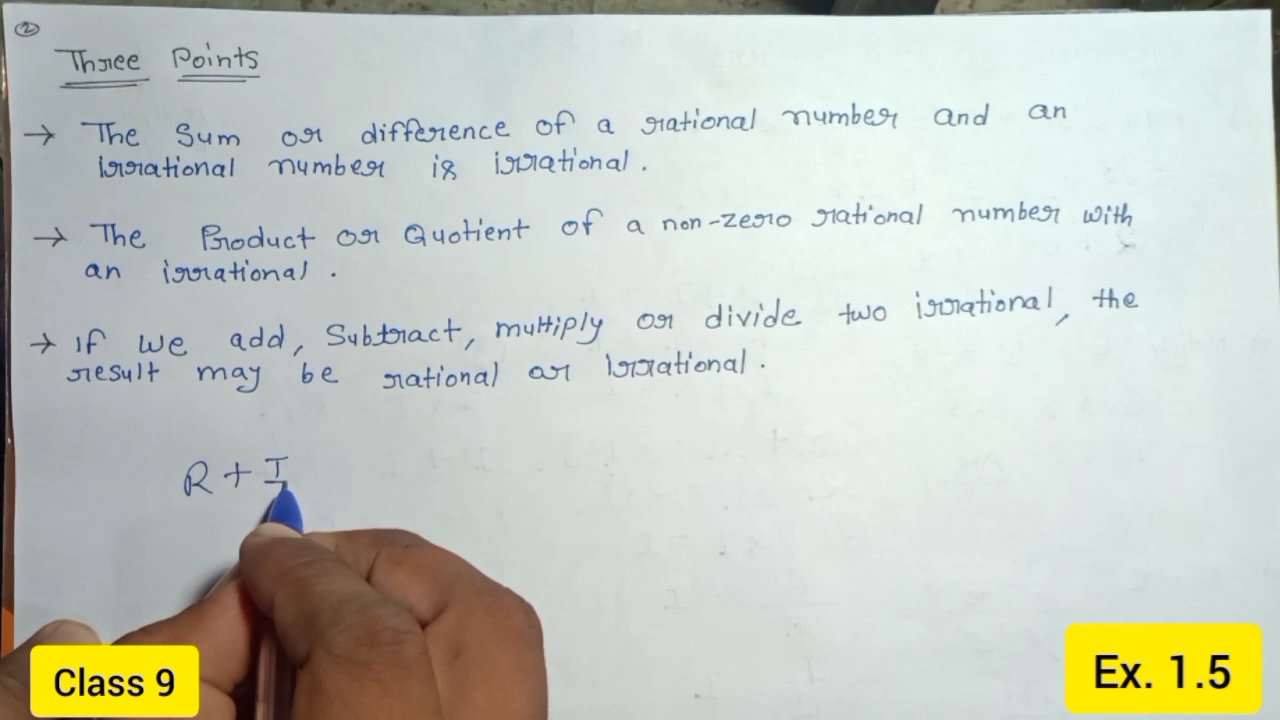 ②
Three Points
→ The Sum or difference of a rational number and an
irrational number is irrational.
→ The Product or Quotient of a non-zero rational number with
an irrational.
→ If we add, Subtract, multiply or divide two irrational, the
result may be rational or Irrational.
R + I
Class 9
Ex. 1.5